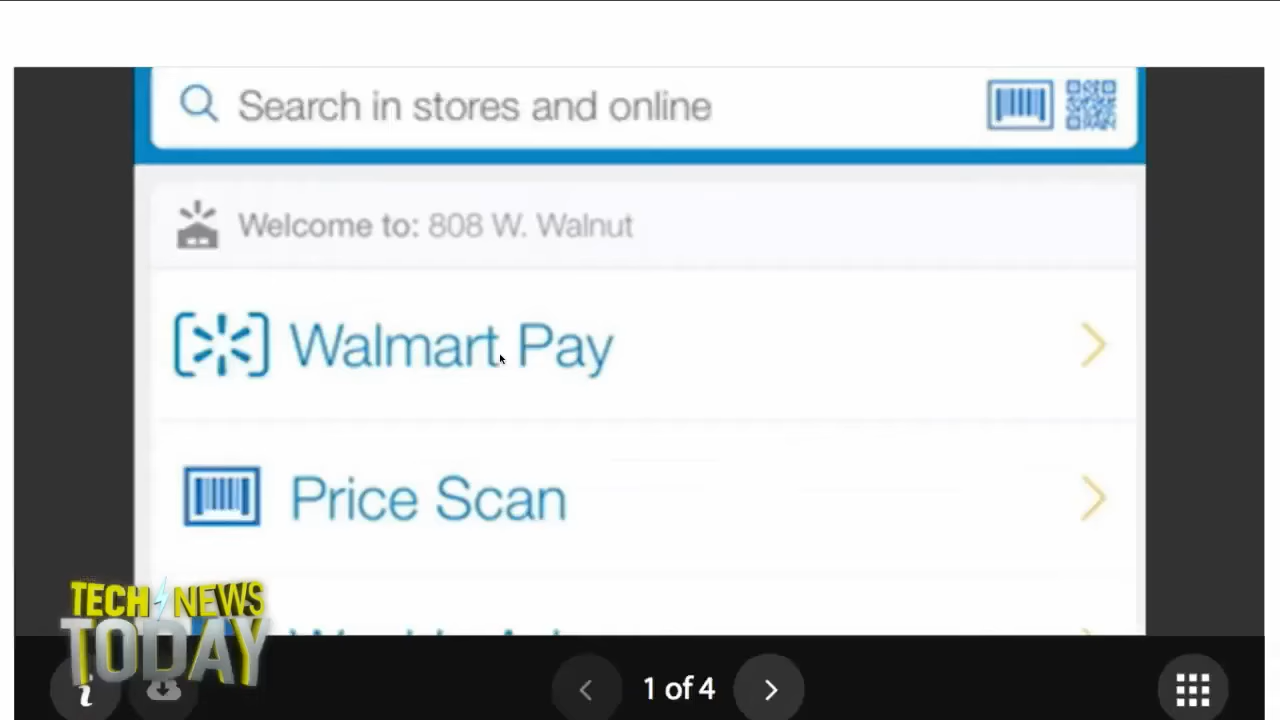 Search in stores and online
Welcome to: 808 W. Walnut
Walmart Pay
Price Scan
TECH NEWS
TODAY
i
1 of 4